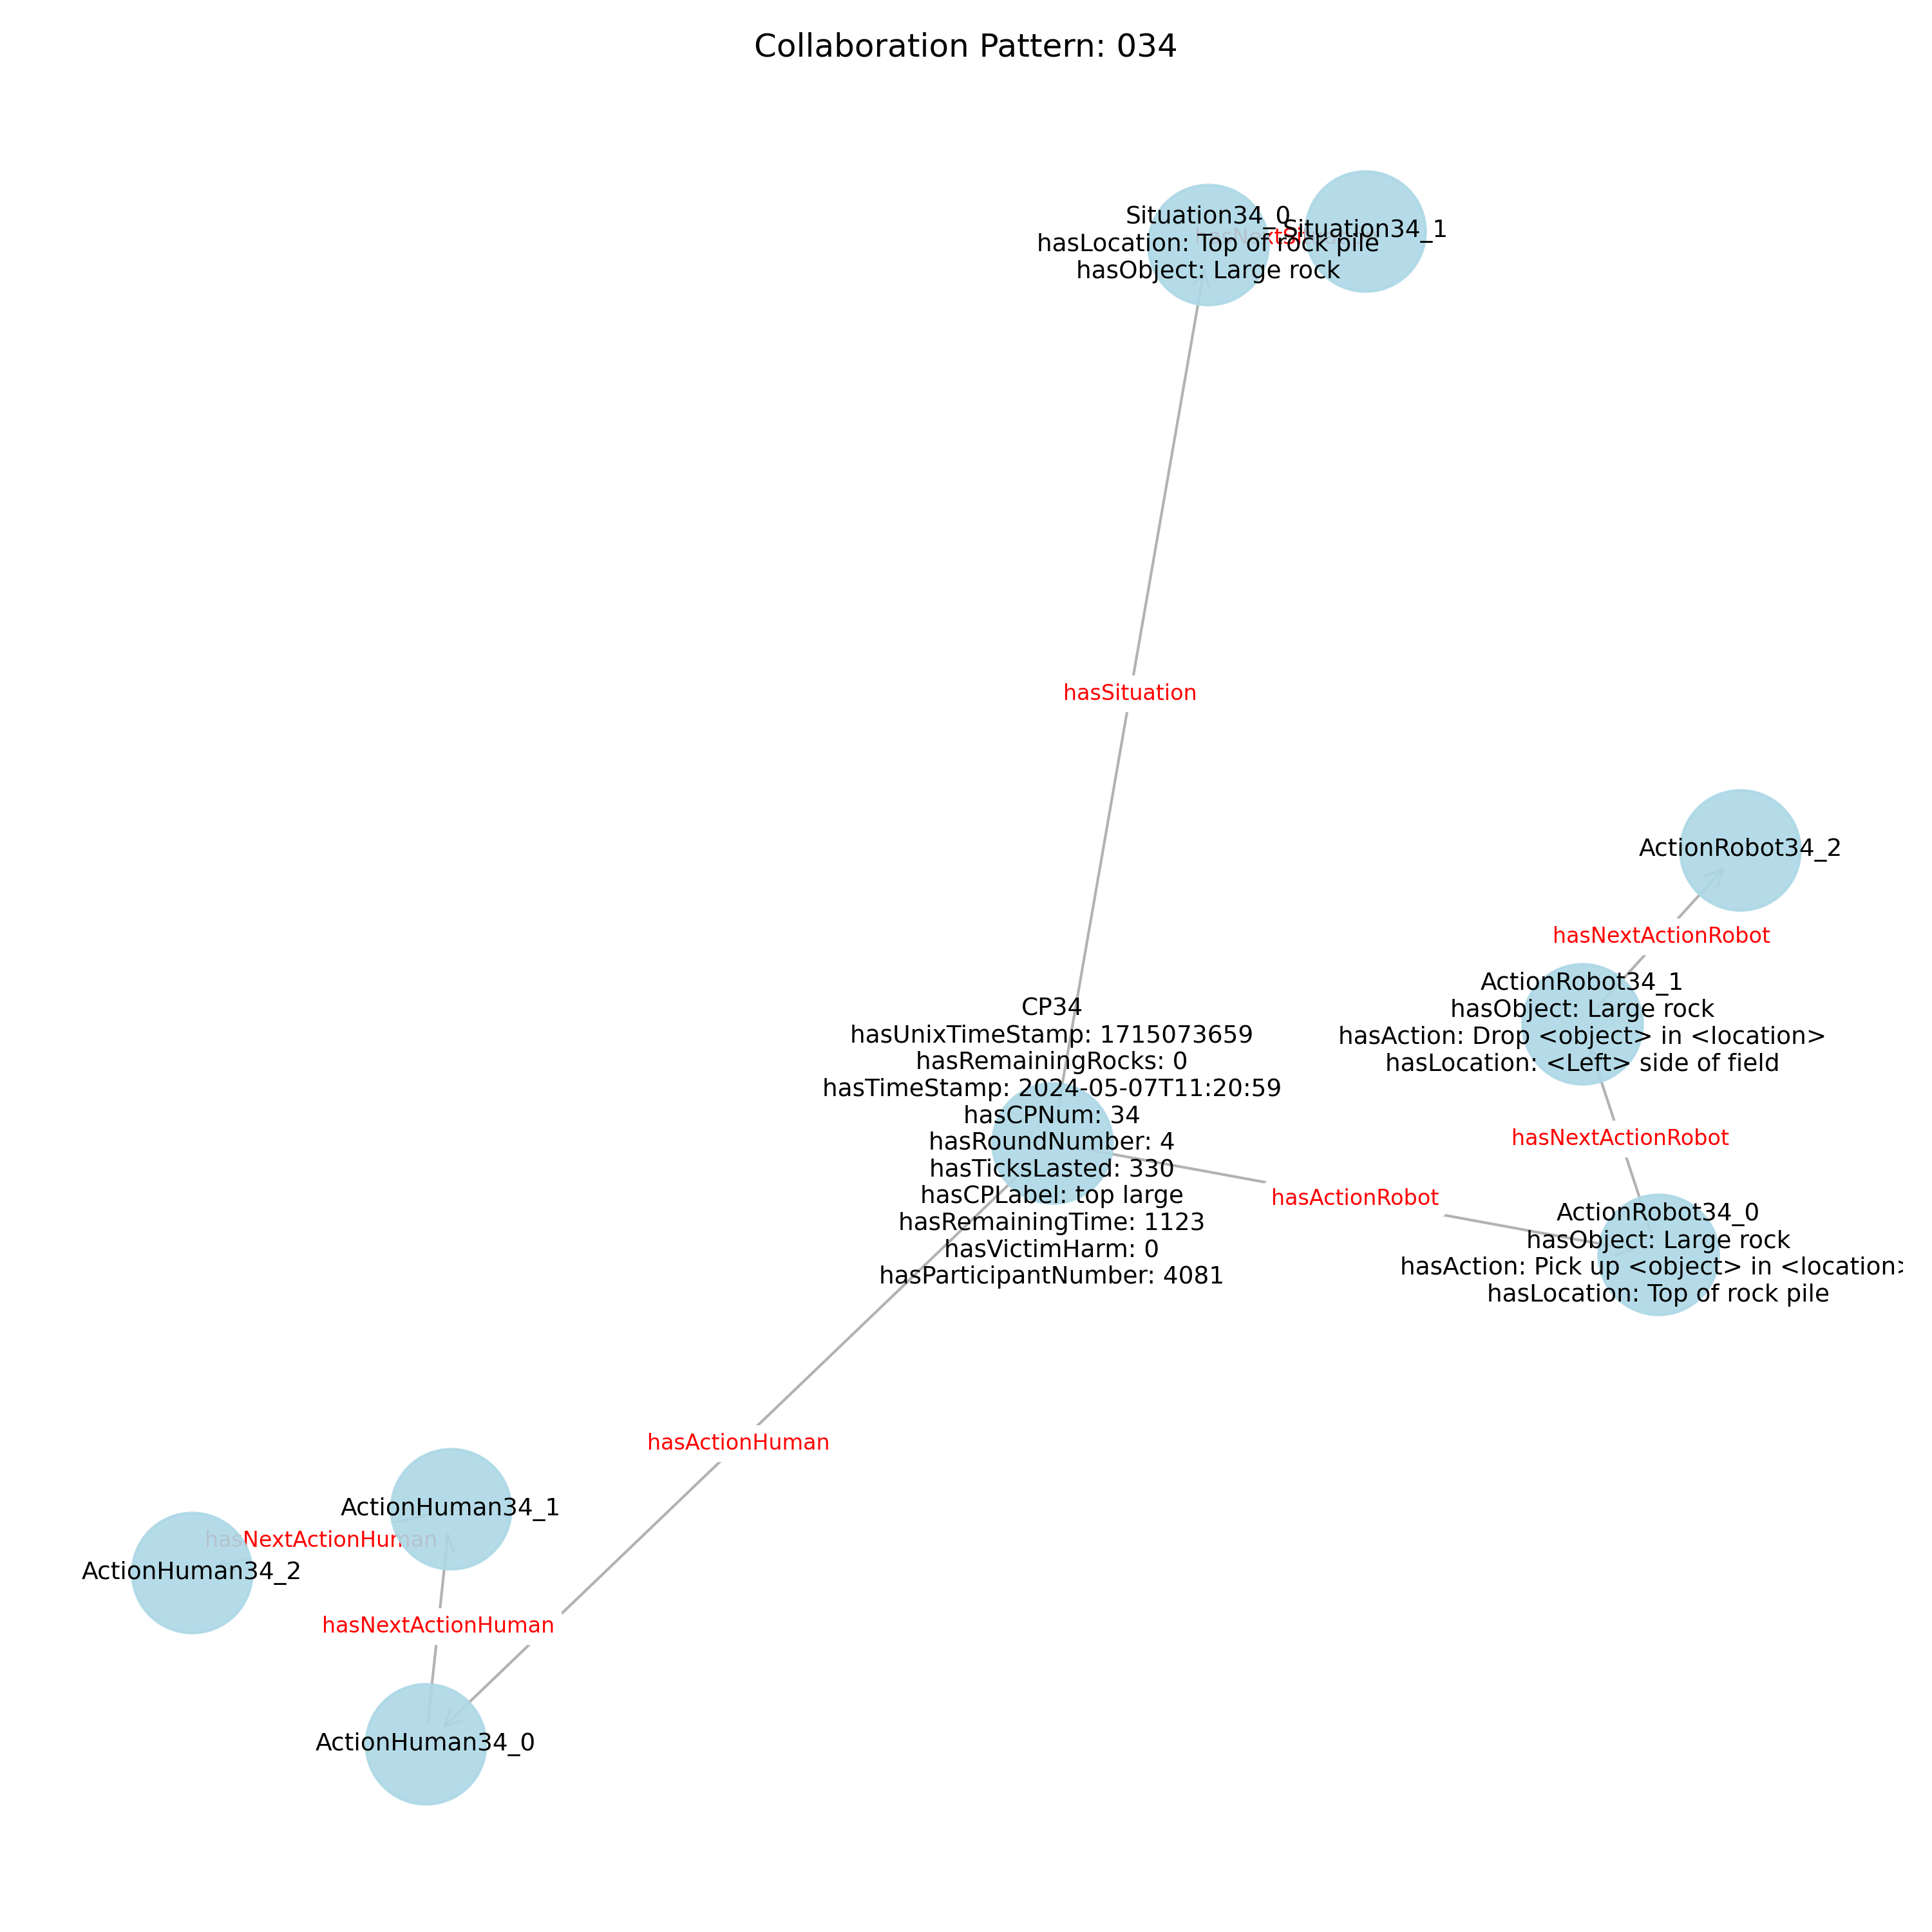 Collaboration Pattern: 034
Situation34_0
hasLocation: Top of rock pile
hasObject: Large rock
Situation34_1
hasSituation
ActionRobot34_2
hasNextActionRobot
ActionRobot34_1
hasObject: Large rock
hasAction: Drop <object> in <location>
hasLocation: <Left> side of field
hasNextActionRobot
CP34
hasUnixTimeStamp: 1715073659
hasRemainingRocks: 0
hasTimeStamp: 2024-05-07T11:20:59
hasCPNum: 34
hasRoundNumber: 4
hasTicksLasted: 330
hasCPLabel: top large
hasRemainingTime: 1123
hasVictimHarm: 0
hasParticipantNumber: 4081
hasActionRobot
ActionRobot34_0
hasObject: Large rock
hasAction: Pick up <object> in <location>
hasLocation: Top of rock pile
hasActionHuman
ActionHuman34_1
hasNextActionHuman
ActionHuman34_2
hasNextActionHuman
ActionHuman34_0